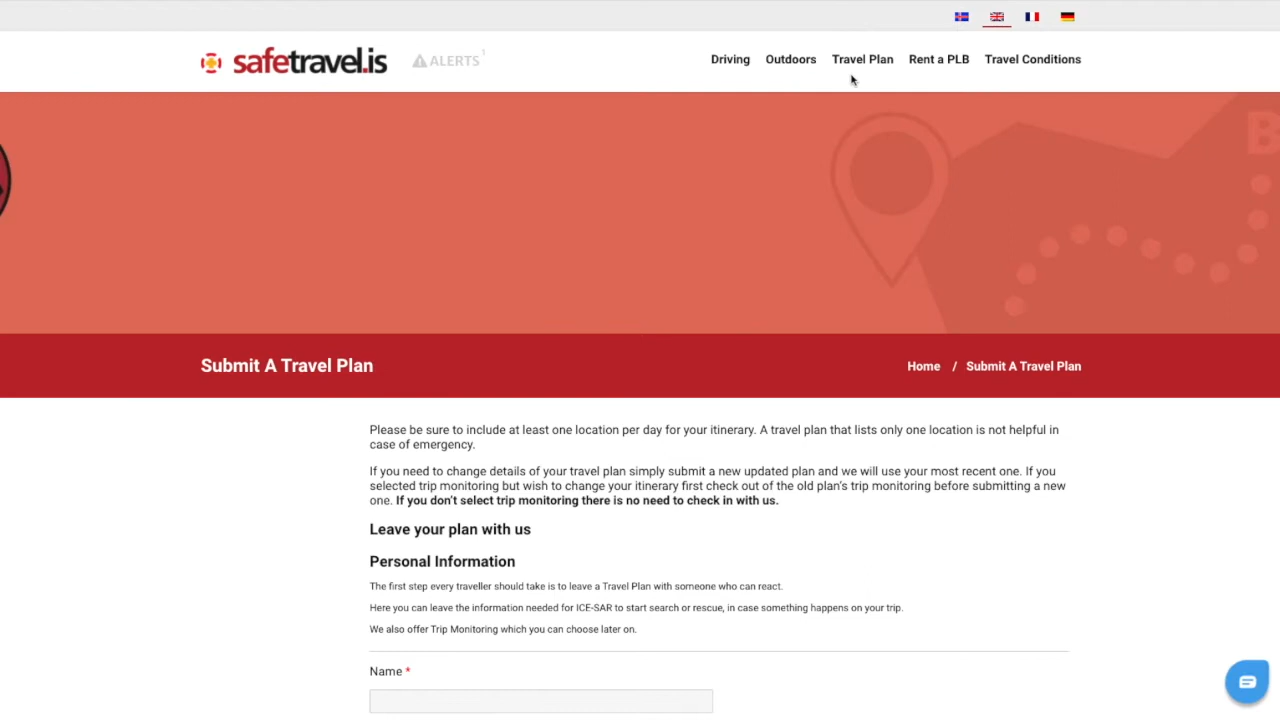 safetravel.is
ALERTS 1
Driving Outdoors Travel Plan Rent a PLB Travel Conditions
B
Submit A Travel Plan
Home / Submit A Travel Plan
Please be sure to include at least one location per day for your itinerary. A travel plan that lists only one location is not helpful in
case of emergency.
If you need to change details of your travel plan simply submit a new updated plan and we will use your most recent one. If you
selected trip monitoring but wish to change your itinerary first check out of the old plan's trip monitoring before submitting a new
one. If you don't select trip monitoring there is no need to check in with us.
Leave your plan with us
Personal Information
The first step every traveller should take is to leave a Travel Plan with someone who can react.
Here you can leave the information needed for ICE-SAR to start search or rescue, in case something happens on your trip.
We also offer Trip Monitoring which you can choose later on.
Name *